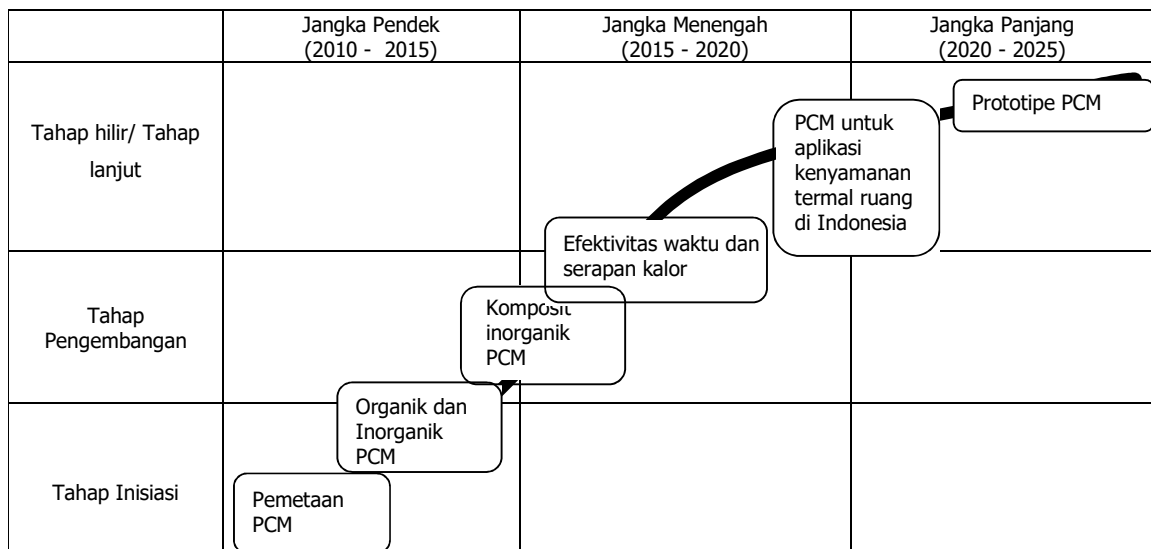 Jangka Pendek
(2010 - 2015)
Jangka Menengah
(2015 - 2020)
Jangka Panjang
(2020 - 2025)
Tahap hilir/ Tahap
lanjut
Prototipe PCM
PCM untuk
aplikasi
kenyamanan
termal ruang
di Indonesia
Efektivitas waktu dan
serapan kalor
Tahap
Pengembangan
Komposit
inorganik
PCM
Organik dan
Inorganik
PCM
Tahap Inisiasi
Pemetaan
PCM